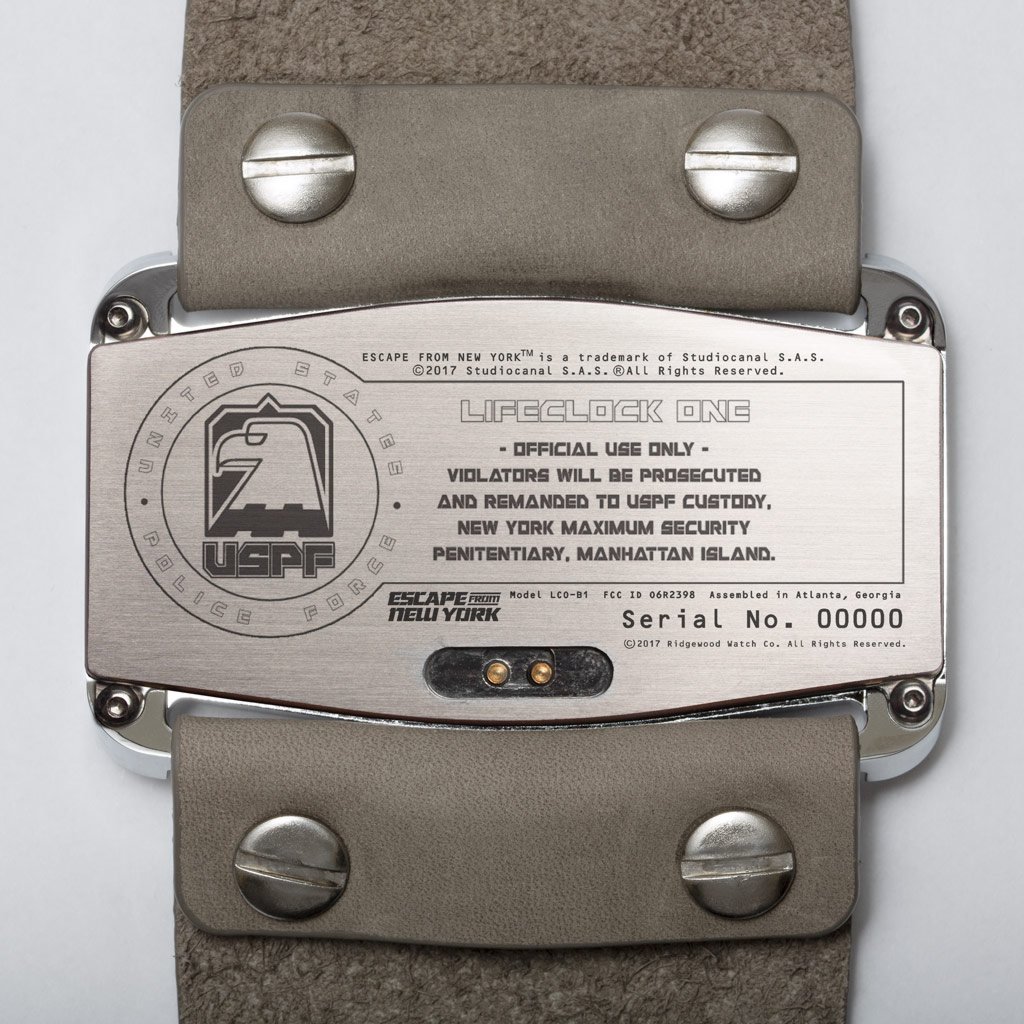 ESCAPE FROM NEW YORK™ is a trademark of Studiocanal S.A.S.
©2017 Studiocanal S.A.S. ®All Rights Reserved.
UNITED STATES
• POLICE FORCE •
USPF
LIFECLOCK ONE
- OFFICIAL USE ONLY -
VIOLATORS WILL BE PROSECUTED
AND REMANDED TO USPF CUSTODY,
NEW YORK MAXIMUM SECURITY
PENITENTIARY, MANHATTAN ISLAND.
ESCAPE FROM
NEW YORK
Model LCO-B1 FCC ID 06R2398 Assembled in Atlanta, Georgia
Serial No. 00000
©2017 Ridgewood Watch Co. All Rights Reserved.